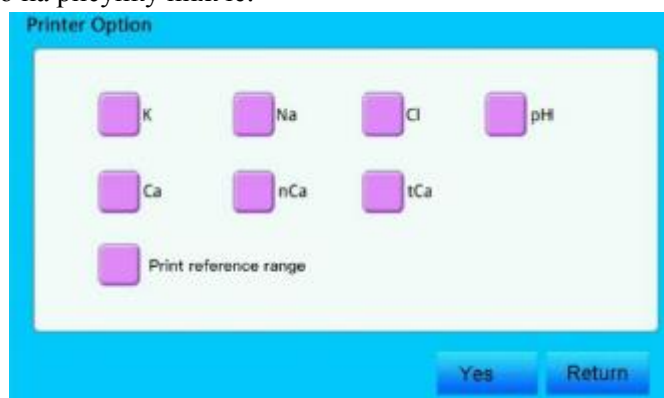 Printer Option
K Na Cl pH
Ca nCa tCa
Print reference range
Yes Return